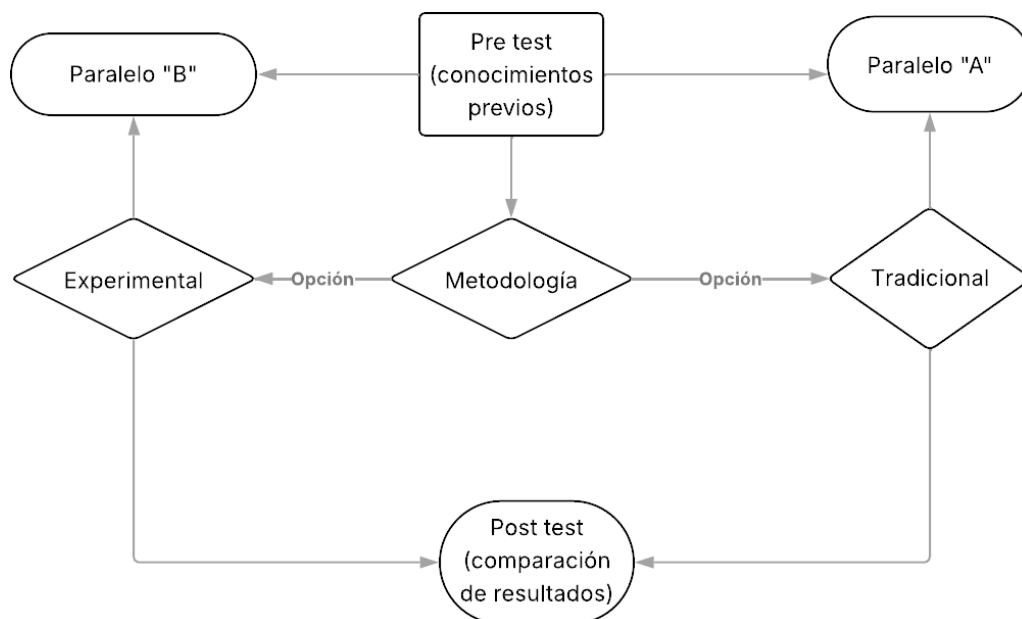 Pre test
(conocimientos
previos)
Paralelo "B"
Paralelo "A"
Experimental
Opción
Metodología
Opción
Tradicional
Post test
(comparación
de resultados)